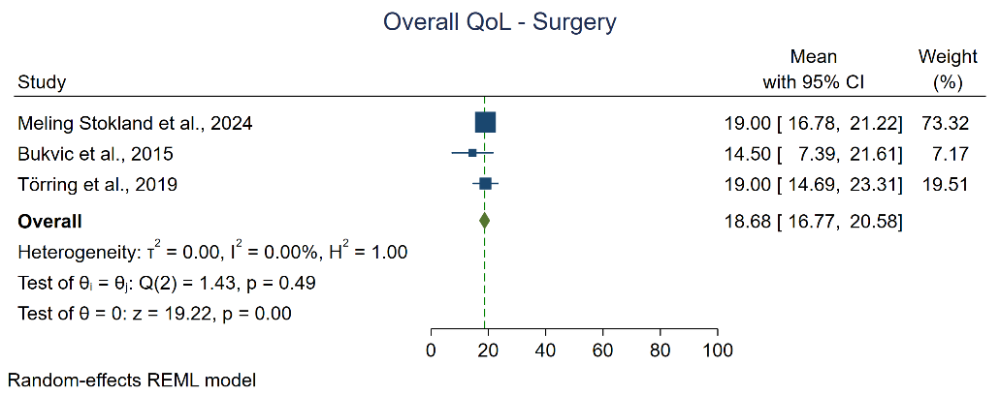 Overall QoL - Surgery
Mean Weight
Study with 95% CI (%)
Meling Stokland et al., 2024 19.00 [ 16.78, 21.22] 73.32
Bukvic et al., 2015 14.50 [ 7.39, 21.61] 7.17
Törring et al., 2019 19.00 [ 14.69, 23.31] 19.51
Overall 18.68 [ 16.77, 20.58]
Heterogeneity: τ² = 0.00, I² = 0.00%, H² = 1.00
Test of θᵢ = θⱼ: Q(2) = 1.43, p = 0.49
Test of θ = 0: z = 19.22, p = 0.00
0 20 40 60 80 100
Random-effects REML model